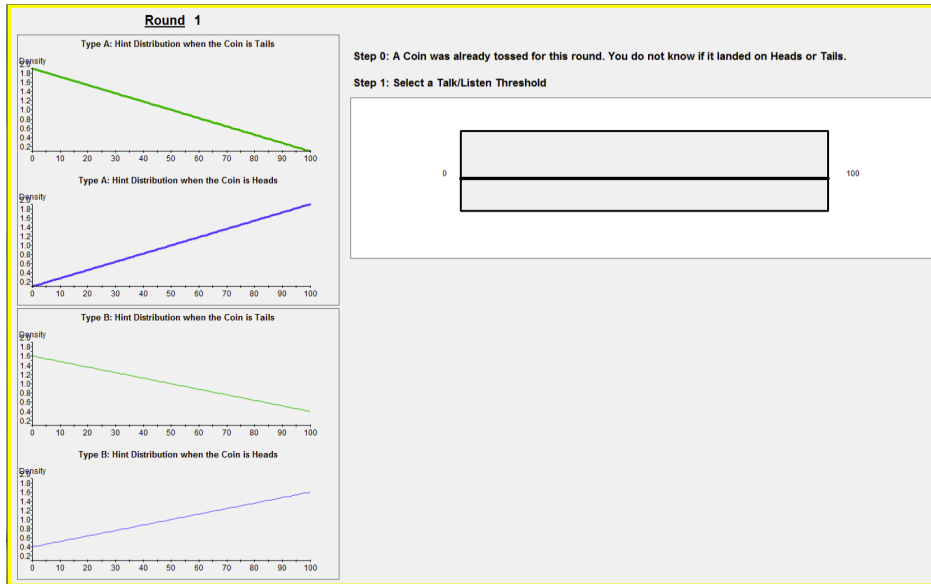 Round 1
Type A: Hint Distribution when the Coin is Tails
Density
2.0
1.8
1.6
1.4
1.2
1.0
0.8
0.6
0.4
0.2
0 10 20 30 40 50 60 70 80 90 100
Type A: Hint Distribution when the Coin is Heads
Density
2.0
1.8
1.6
1.4
1.2
1.0
0.8
0.6
0.4
0.2
0 10 20 30 40 50 60 70 80 90 100
Type B: Hint Distribution when the Coin is Tails
Density
2.0
1.8
1.6
1.4
1.2
1.0
0.8
0.6
0.4
0.2
0 10 20 30 40 50 60 70 80 90 100
Type B: Hint Distribution when the Coin is Heads
Density
2.0
1.8
1.6
1.4
1.2
1.0
0.8
0.6
0.4
0.2
0 10 20 30 40 50 60 70 80 90 100
Step 0: A Coin was already tossed for this round. You do not know if it landed on Heads or Tails.
Step 1: Select a Talk/Listen Threshold
0 100